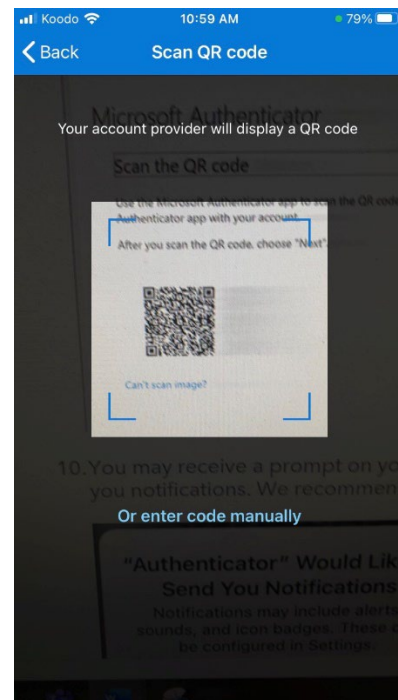 Koodo 10:59 AM 79%
Back Scan QR code
Microsoft Authenticator
Your account provider will display a QR code
Scan the QR code
Use the Microsoft Authenticator app to scan the QR code
Authenticator app with your account.
After you scan the QR code, choose "Next".
Can't scan image?
10. You may receive a prompt on yo
you notifications. We recommen
Or enter code manually
"Authenticator" Would Lik
Send You Notifications
Notifications may include alerts
sounds, and icon badges. These c
be configured in Settings.